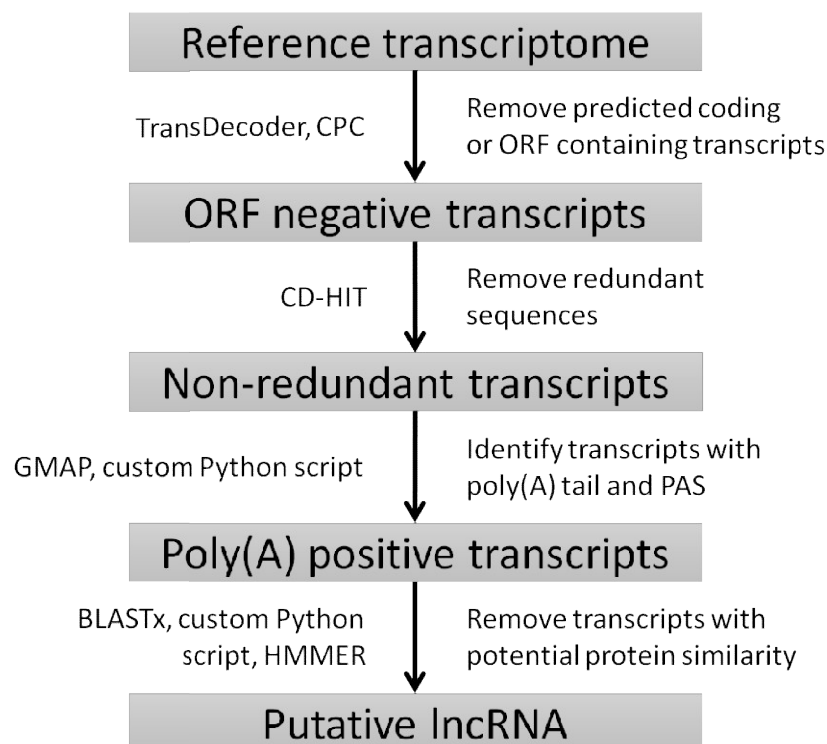 Reference transcriptome
TransDecoder, CPC
Remove predicted coding
or ORF containing transcripts
ORF negative transcripts
CD-HIT
Remove redundant
sequences
Non-redundant transcripts
GMAP, custom Python script
Identify transcripts with
poly(A) tail and PAS
Poly(A) positive transcripts
BLASTx, custom Python
script, HMMER
Remove transcripts with
potential protein similarity
Putative lncRNA